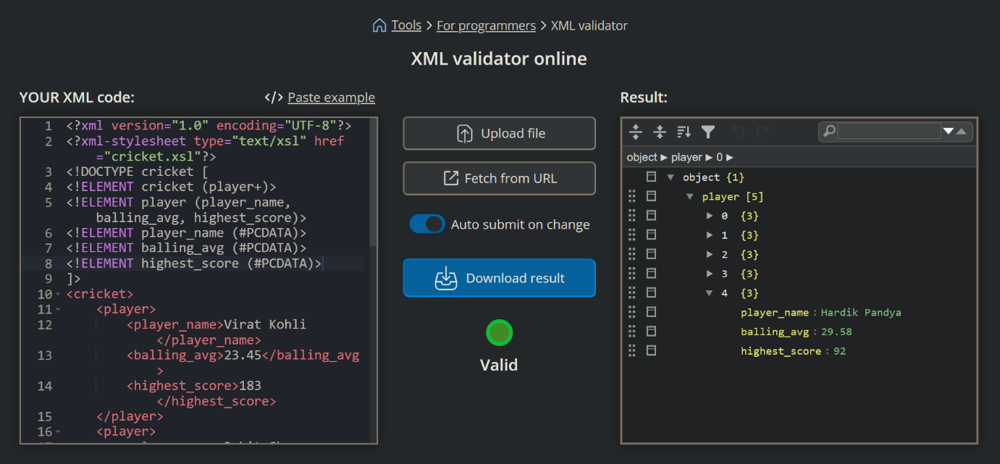 Tools > For programmers > XML validator
XML validator online
YOUR XML code:
</> Paste example
1 <?xml version="1.0" encoding="UTF-8"?>
2 <?xml-stylesheet type="text/xsl" href
="cricket.xsl"?>
3 <!DOCTYPE cricket [
4 <!ELEMENT cricket (player+)>
5 <!ELEMENT player (player_name,
balling_avg, highest_score)>
6 <!ELEMENT player_name (#PCDATA)>
7 <!ELEMENT balling_avg (#PCDATA)>
8 <!ELEMENT highest_score (#PCDATA)>
9 ]>
10 <cricket>
11 <player>
12 <player_name>Virat Kohli
</player_name>
13 <balling_avg>23.45</balling_avg
>
14 <highest_score>183
</highest_score>
15 </player>
16 <player>
Upload file
Fetch from URL
Auto submit on change
Download result
Valid
Result:
object ▶ player ▶ 0 ▶
object {1}
player [5]
0 {3}
1 {3}
2 {3}
3 {3}
4 {3}
player_name : Hardik Pandya
balling_avg : 29.58
highest_score : 92